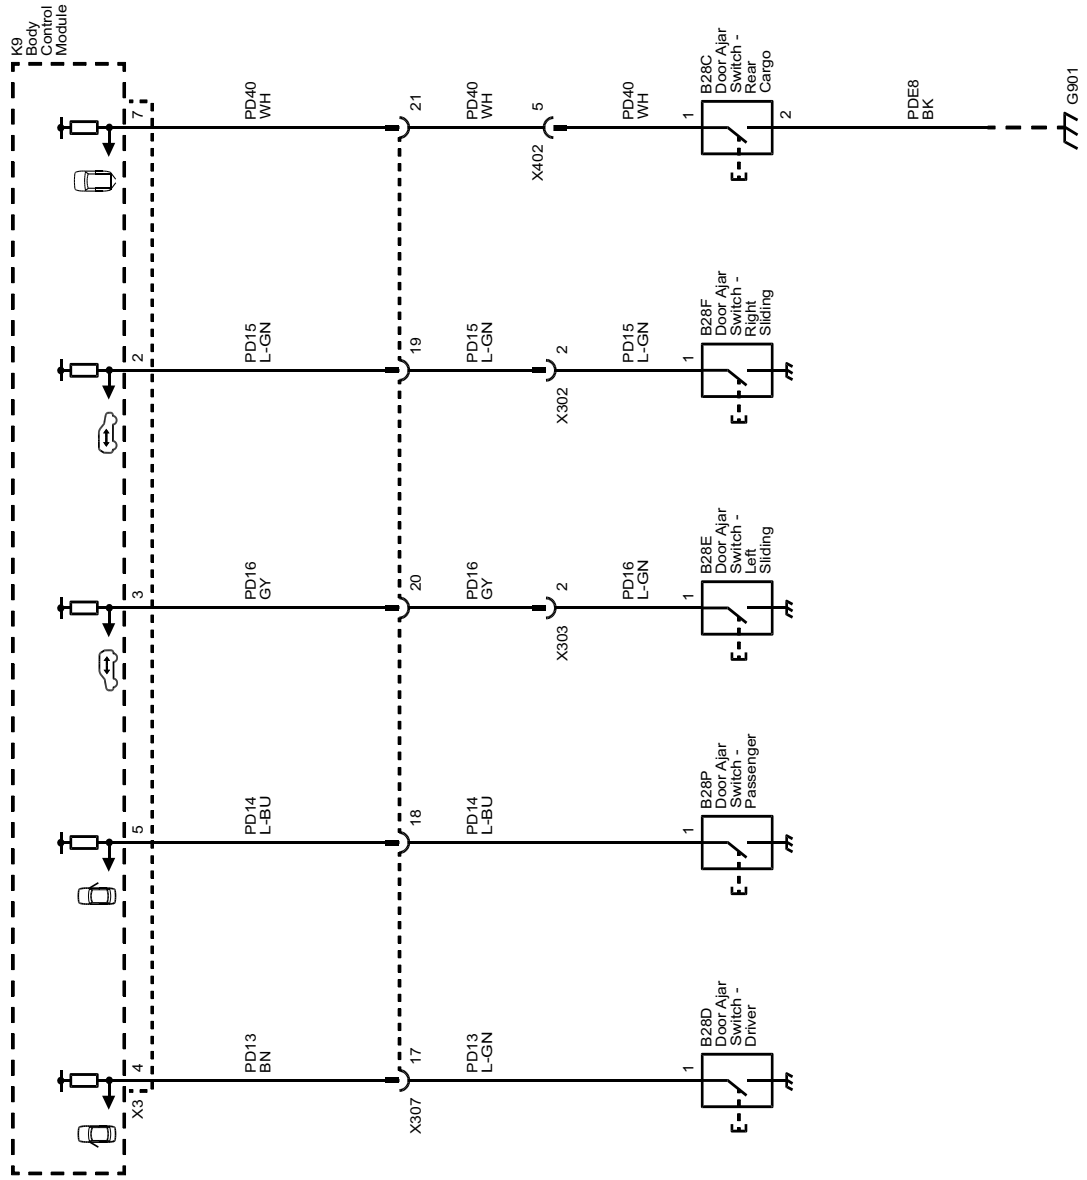 K9
Body
Control
Module
X3
4
5
3
2
7
PD13
BN
PD14
L-BU
PD16
GY
PD15
L-GN
PD40
WH
X307
17
18
20
19
21
PD13
L-GN
PD14
L-BU
PD16
GY
PD15
L-GN
PD40
WH
X303
2
X302
2
X402
5
PD16
L-GN
PD15
L-GN
PD40
WH
1
1
1
1
1
B28D
Door Ajar
Switch -
Driver
B28P
Door Ajar
Switch -
Passenger
B28E
Door Ajar
Switch -
Left
Sliding
B28F
Door Ajar
Switch -
Right
Sliding
B28C
Door Ajar
Switch -
Rear
Cargo
2
PDE8
BK
G901